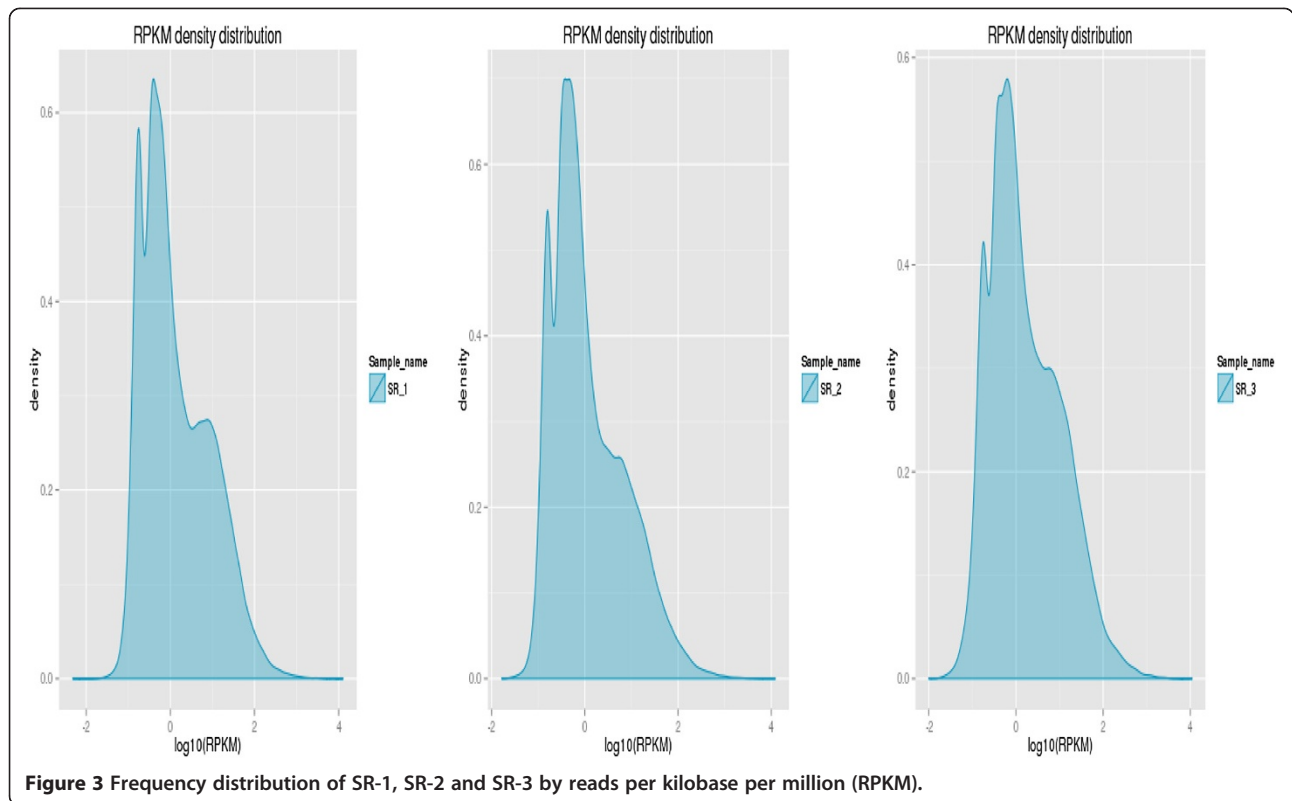 RPKM density distribution
0.6
0.4
0.2
0.0
density
-2
0
2
4
log10(RPKM)
Sample_name
SR_1
RPKM density distribution
0.6
0.4
0.2
0.0
density
-2
0
2
4
log10(RPKM)
Sample_name
SR_2
RPKM density distribution
0.6
0.4
0.2
0.0
density
-2
0
2
4
log10(RPKM)
Sample_name
SR_3
Figure 3 Frequency distribution of SR-1, SR-2 and SR-3 by reads per kilobase per million (RPKM).